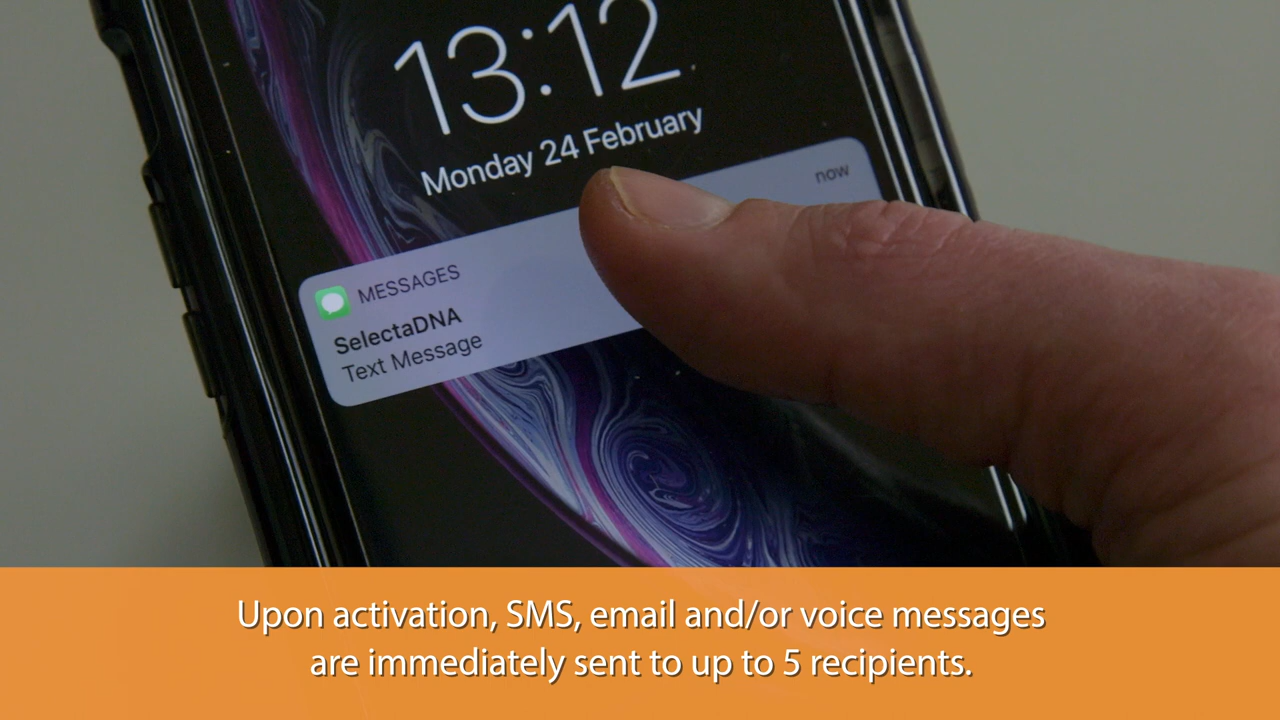 13:12
Monday 24 February
now
MESSAGES
SelectaDNA
Text Message
Upon activation, SMS, email and/or voice messages
are immediately sent to up to 5 recipients.